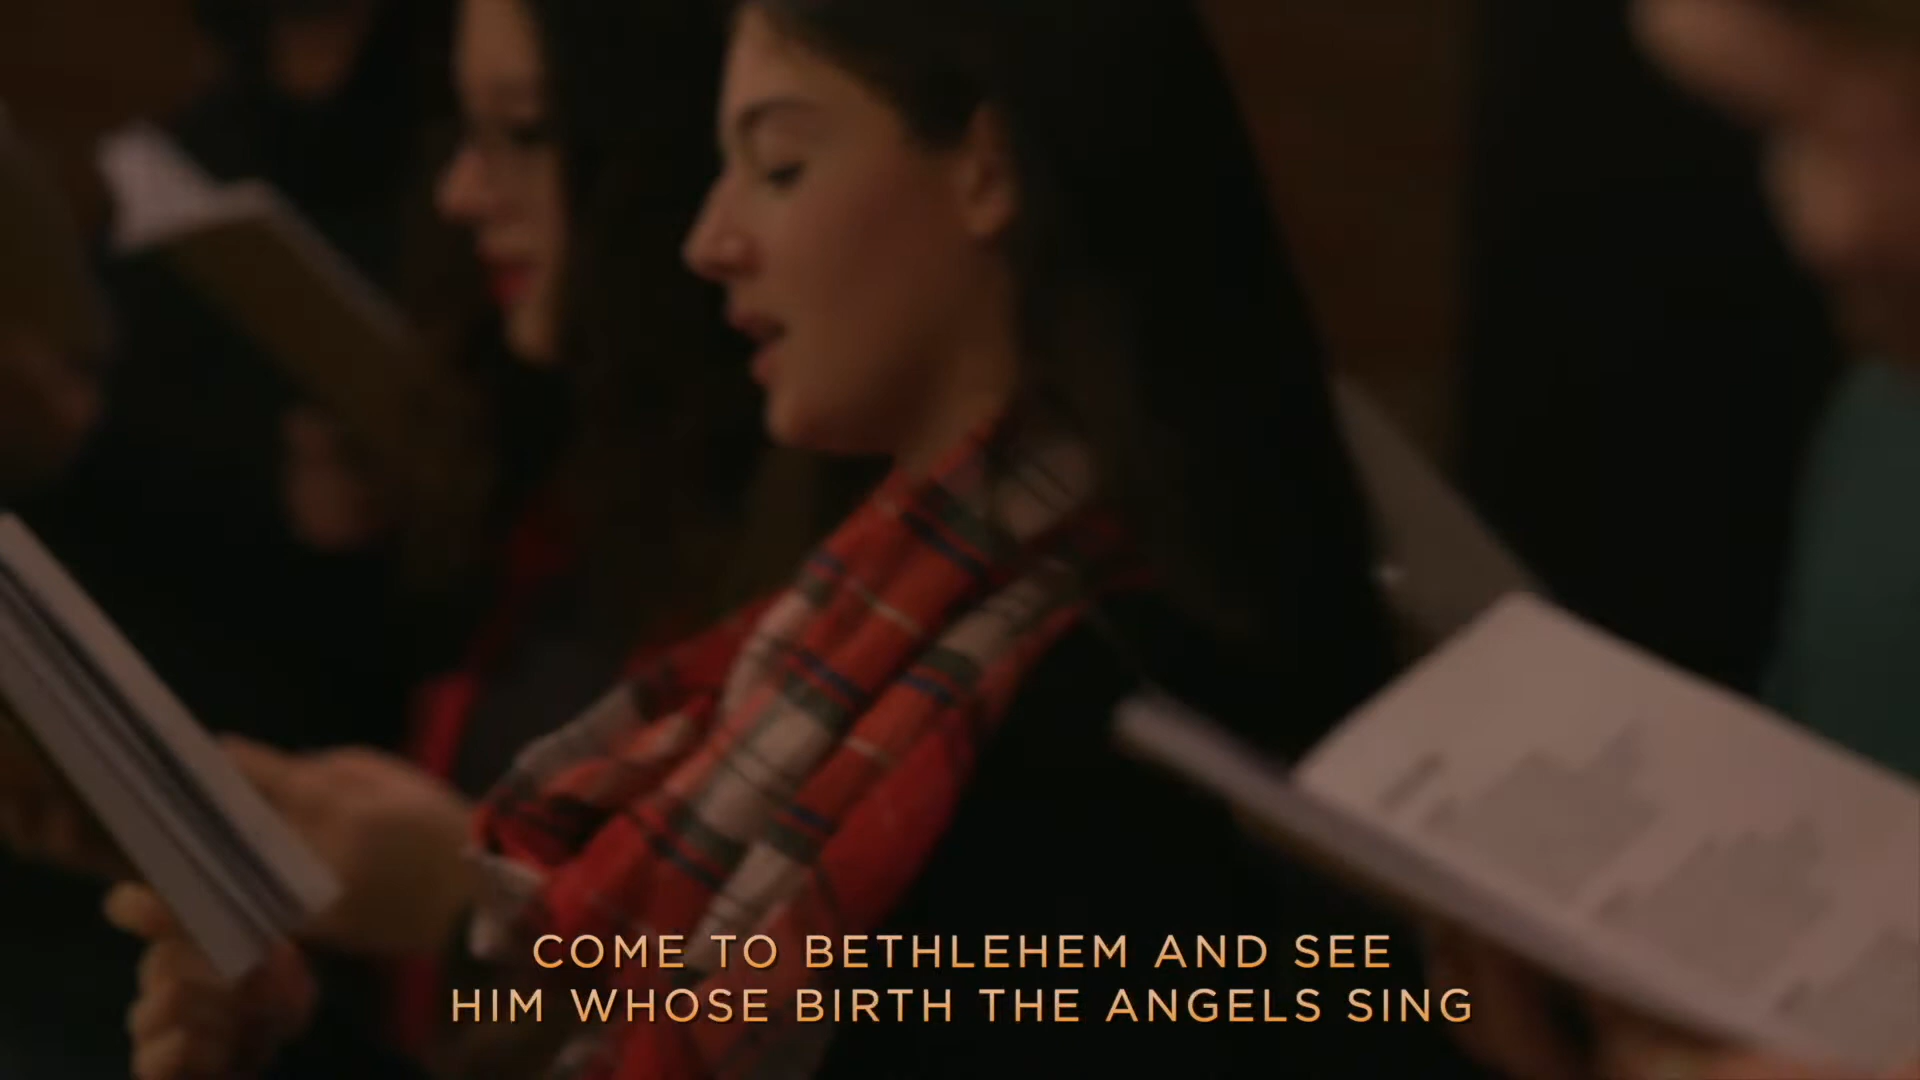 COME TO BETHLEHEM AND SEE
HIM WHOSE BIRTH THE ANGELS SING